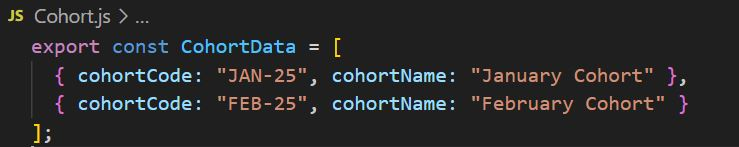 JS Cohort.js > ...
export const CohortData = [
  { cohortCode: "JAN-25", cohortName: "January Cohort" },
  { cohortCode: "FEB-25", cohortName: "February Cohort" }
];